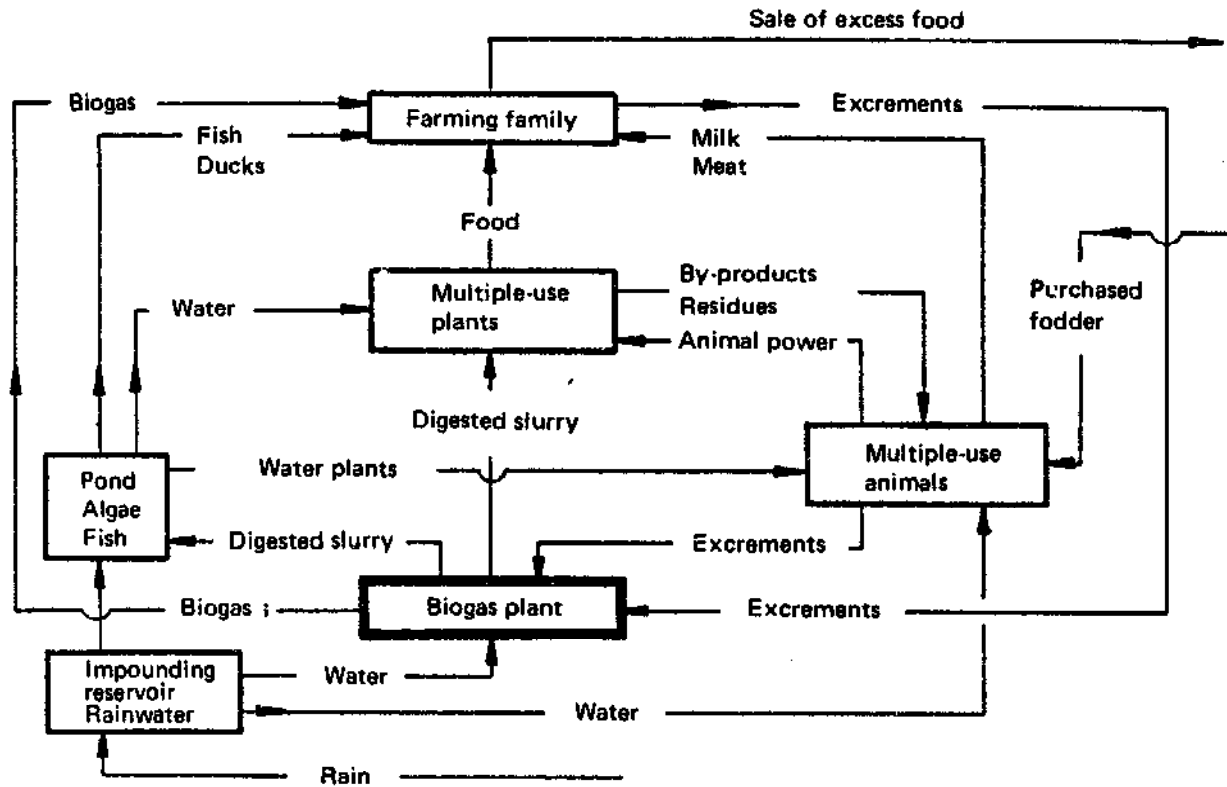 Sale of excess food
Biogas
Farming family
Excrements
Fish
Ducks
Milk
Meat
Food
Water
Multiple-use
plants
By-products
Residues
Animal power
Purchased
fodder
Digested slurry
Pond
Algae
Fish
Water plants
Multiple-use
animals
Digested slurry
Excrements
Biogas
Biogas plant
Excrements
Impounding
reservoir
Rainwater
Water
Water
Rain